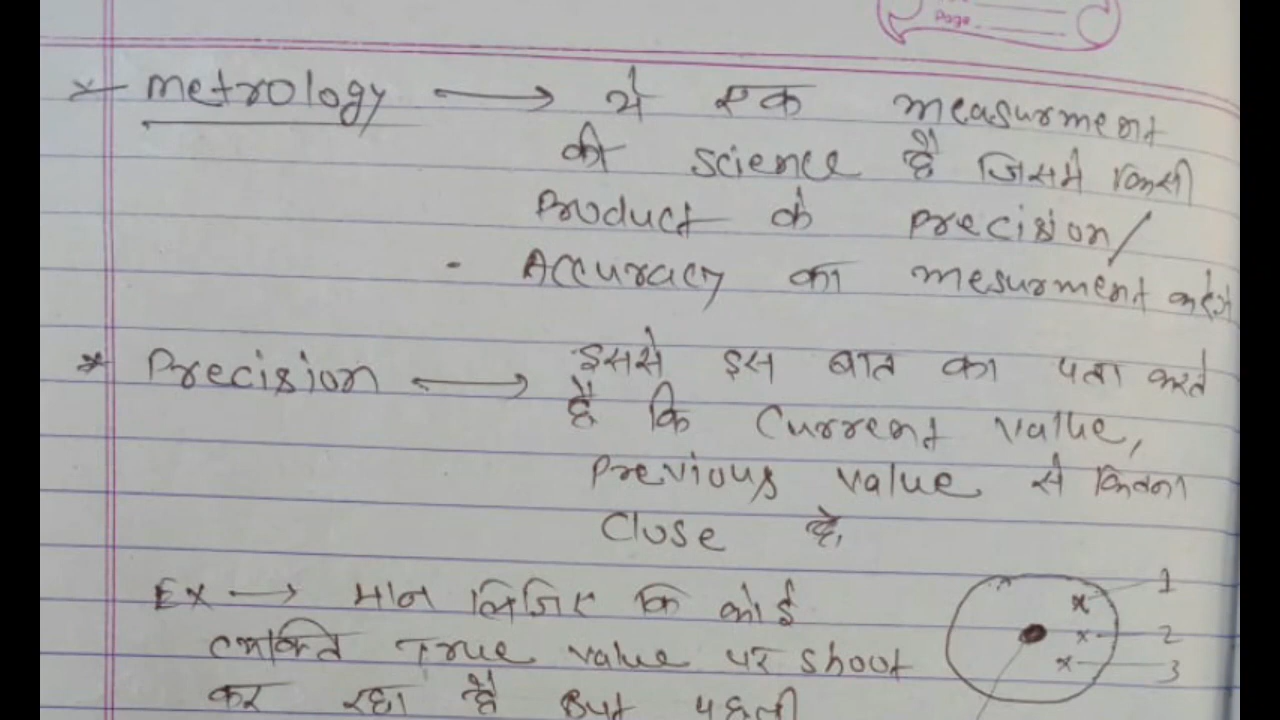 Page
* Metrology → ये एक measurment
की science है जिसमे किसी
Product के precision/
- Accuracy का mesurment करेंगे
* Precision → इससे इस बात का पता करते
है कि Current value,
Previous value से कितना
Close है,
Ex → मान लिजिए कि कोई
व्यक्ति True value पर shoot
कर रहा है But पहली
1
2
3